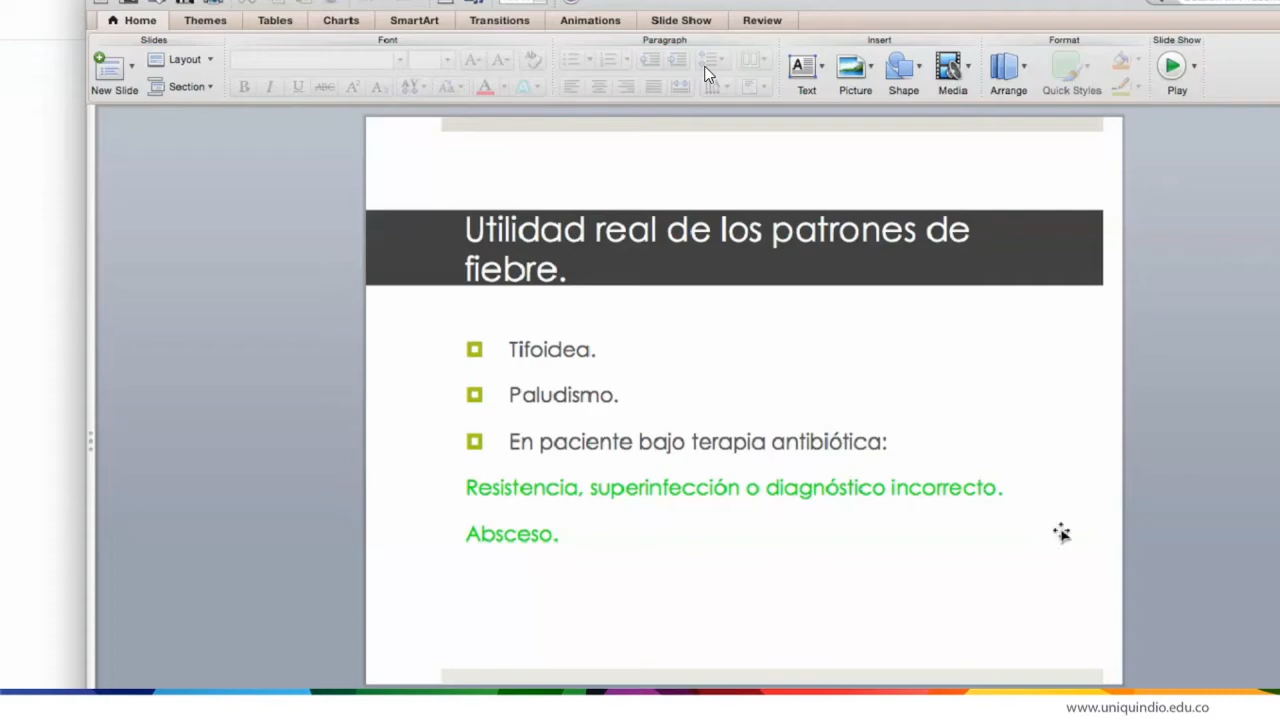 Home Themes Tables Charts SmartArt Transitions Animations Slide Show Review
Slides Font Paragraph Insert Format Slide Show
Layout
New Slide Section
Text Picture Shape Media Arrange Quick Styles Play
Utilidad real de los patrones de
fiebre.
Tifoidea.
Paludismo.
En paciente bajo terapia antibiótica:
Resistencia, superinfección o diagnóstico incorrecto.
Absceso.
www.uniquindio.edu.co